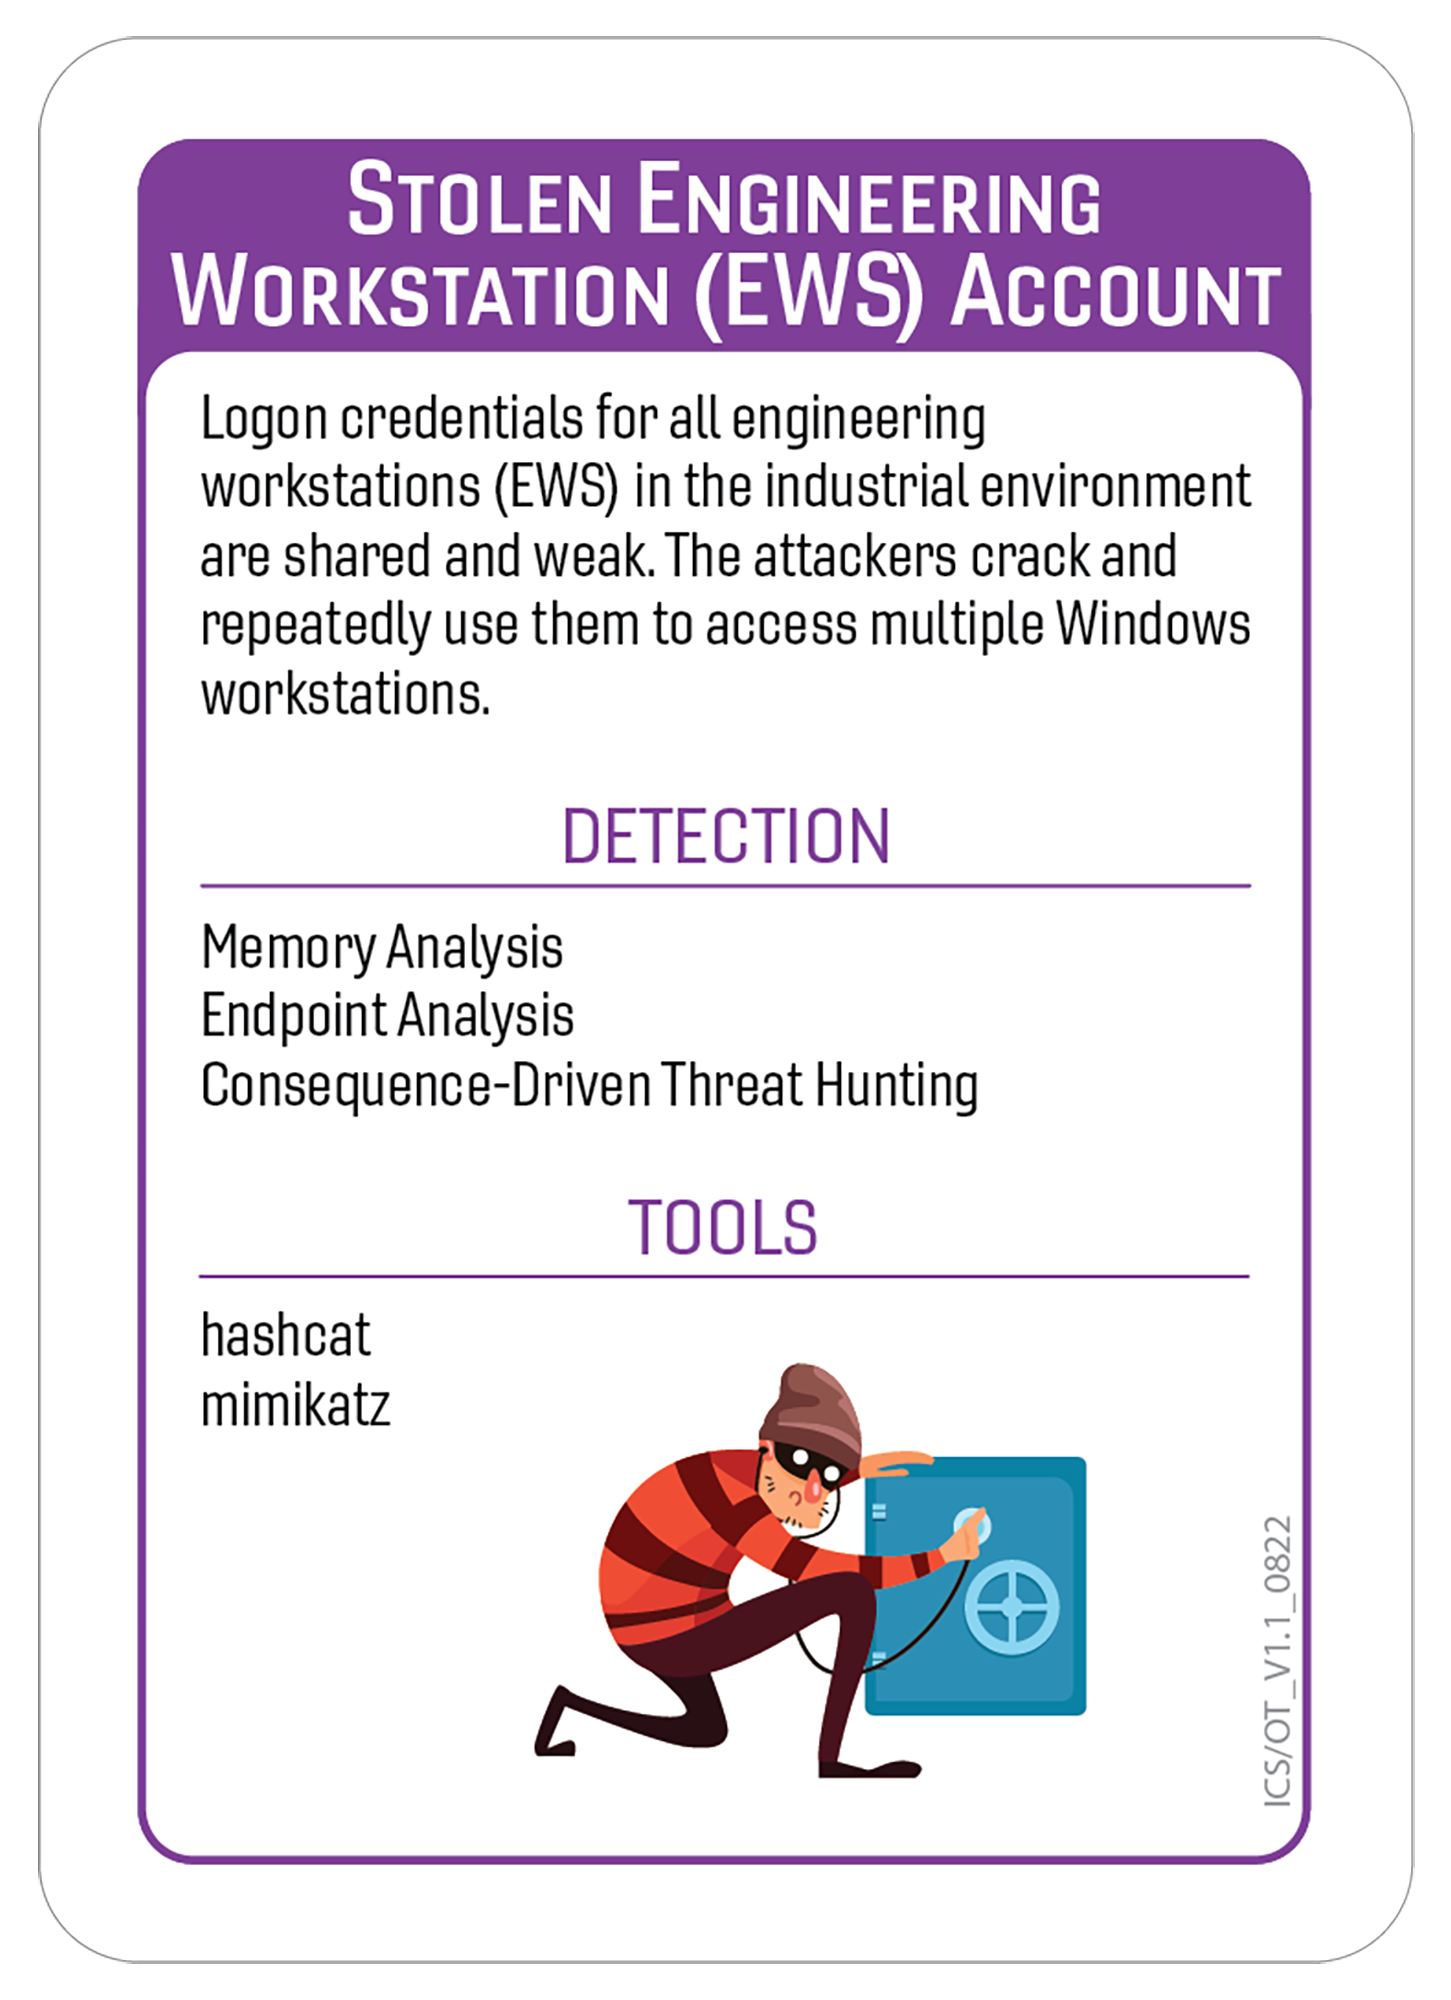 Stolen Engineering
Workstation (EWS) Account
Logon credentials for all engineering
workstations (EWS) in the industrial environment
are shared and weak. The attackers crack and
repeatedly use them to access multiple Windows
workstations.
DETECTION
Memory Analysis
Endpoint Analysis
Consequence-Driven Threat Hunting
TOOLS
hashcat
mimikatz
ICS/OT_V1.1_0822